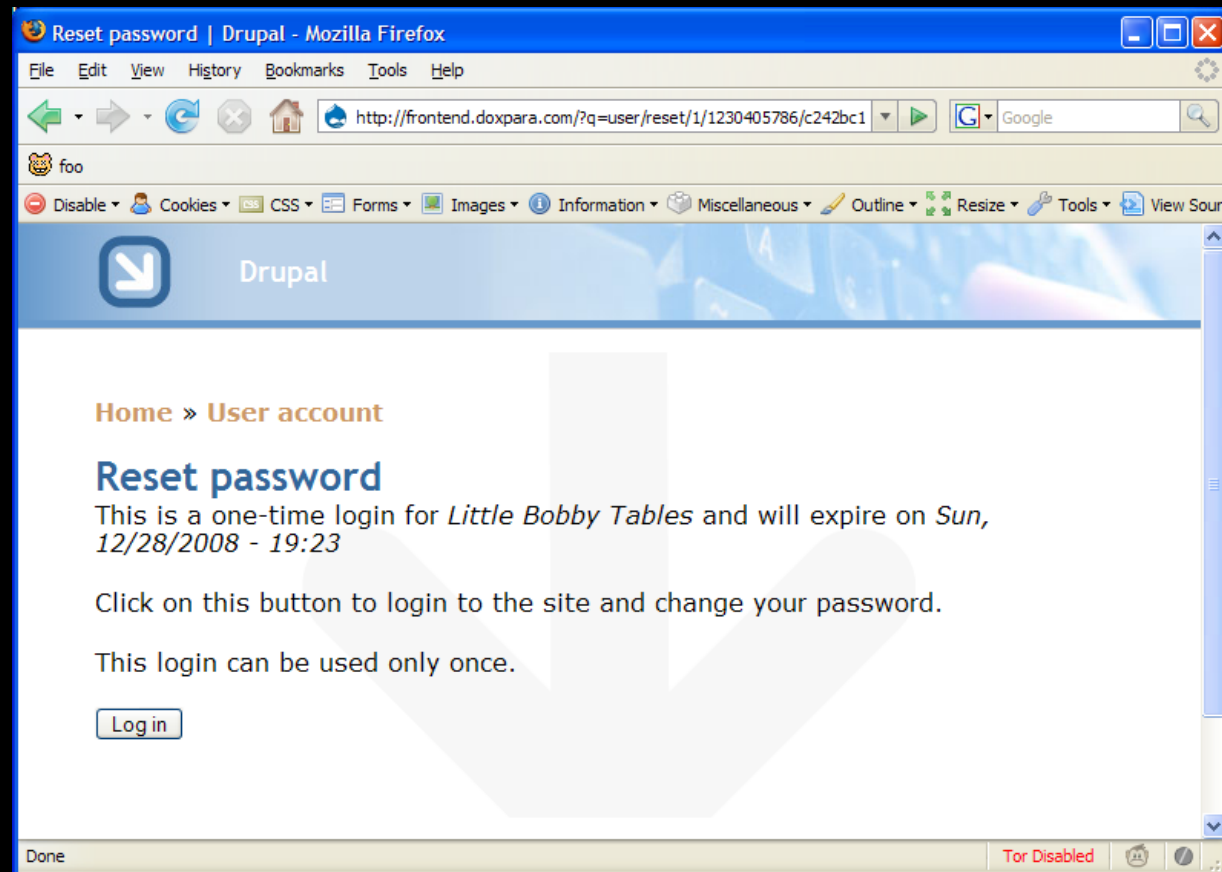 Reset password | Drupal - Mozilla Firefox
File Edit View History Bookmarks Tools Help
http://frontend.doxpara.com/?q=user/reset/1/1230405786/c242bc1 G Google
foo
Disable Cookies CSS CSS Forms Images Information Miscellaneous Outline Resize Tools View Sour
Drupal
Home » User account
Reset password
This is a one-time login for Little Bobby Tables and will expire on Sun,
12/28/2008 - 19:23
Click on this button to login to the site and change your password.
This login can be used only once.
Log in
Done Tor Disabled